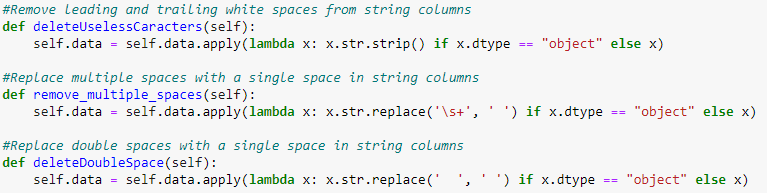 #Remove leading and trailing white spaces from string columns
def deleteUselessCaracters(self):
    self.data = self.data.apply(lambda x: x.str.strip() if x.dtype == "object" else x)

#Replace multiple spaces with a single space in string columns
def remove_multiple_spaces(self):
    self.data = self.data.apply(lambda x: x.str.replace('\s+', ' ') if x.dtype == "object" else x)

#Replace double spaces with a single space in string columns
def deleteDoubleSpace(self):
    self.data = self.data.apply(lambda x: x.str.replace('  ', ' ') if x.dtype == "object" else x)